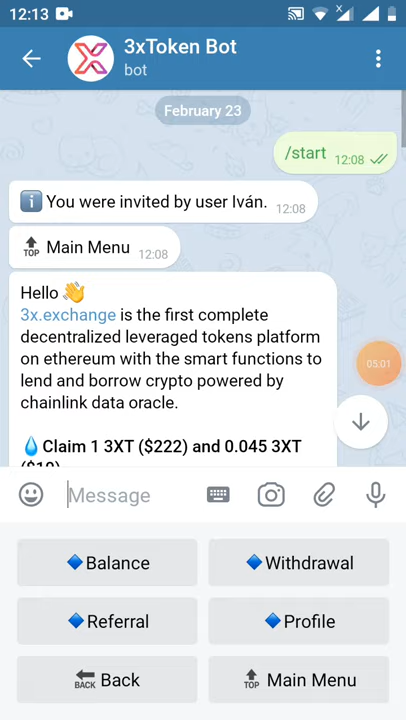 12:13
3xToken Bot
bot
February 23
/start 12:08
You were invited by user Iván. 12:08
TOP Main Menu 12:08
Hello 👋
3x.exchange is the first complete
decentralized leveraged tokens platform
on ethereum with the smart functions to
lend and borrow crypto powered by
chainlink data oracle.
05:01
💧Claim 1 3XT ($222) and 0.045 3XT
($10)
Message
🔹Balance
🔹Withdrawal
🔹Referral
🔹Profile
BACK Back
TOP Main Menu